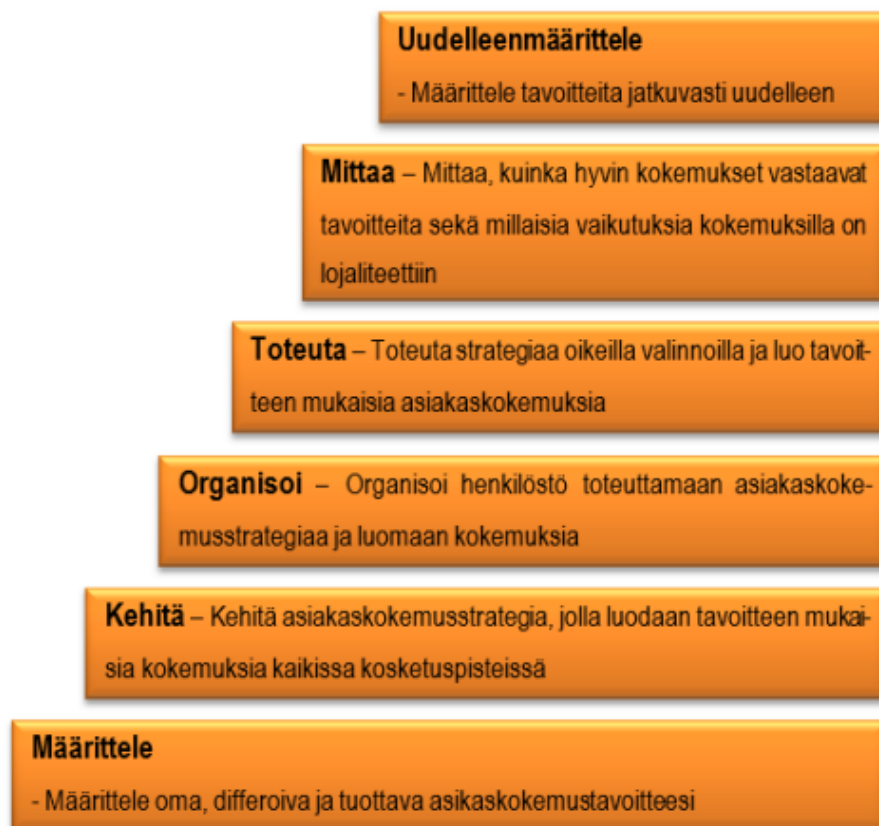 Uudelleenmäärittele
- Määrittele tavoitteita jatkuvasti uudelleen
Mittaa – Mittaa, kuinka hyvin kokemukset vastaavat
tavoitteita sekä millaisia vaikutuksia kokemuksilla on
lojaliteettiin
Toteuta – Toteuta strategiaa oikeilla valinnoilla ja luo tavoit-
teen mukaisia asiakaskokemuksia
Organisoi – Organisoi henkilöstö toteuttamaan asiakaskoke-
musstrategiaa ja luomaan kokemuksia
Kehitä – Kehitä asiakaskokemusstrategia, jolla luodaan tavoitteen mukai-
sia kokemuksia kaikissa kosketuspisteissä
Määrittele
- Määrittele oma, differoiva ja tuottava asikaskokemustavoitteesi